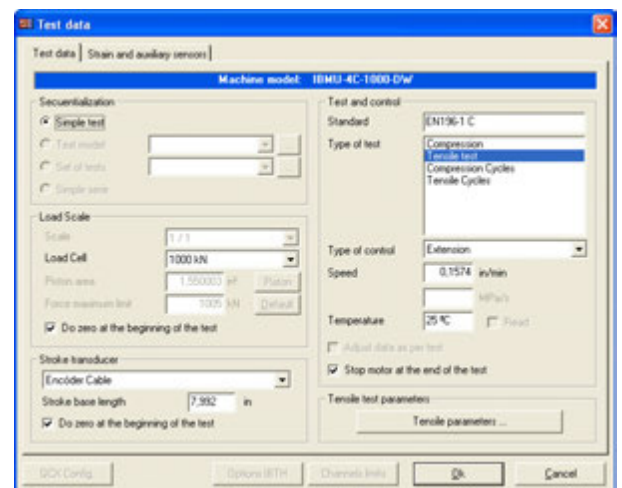 Test data
Test data Strain and auxiliary sensors
Machine model: IBMU-4C-1000-DW
Secuentialization
Simple test
Test model
Set of tests
Simple serie
Load Scale
Scale 1 / 1
Load Cell 1000 kN
Piston area 1,550003 in² Piston
Force maximum limit 1005 kN Default
Do zero at the beginning of the test
Stroke transducer
Encóder Cable
Stroke base length 7,992 in
Do zero at the beginning of the test
Test and control
Standard EN196-1 C
Type of test Compression
Tensile test
Compression Cycles
Tensile Cycles
Type of control Extension
Speed 0,1574 in/min
MPa/s
Temperature 25 ºC Read
Adjust data as per test
Stop motor at the end of the test
Tensile test parameters
Tensile parameters ...
QCX Config. Options IBTH Channels limits Ok Cancel